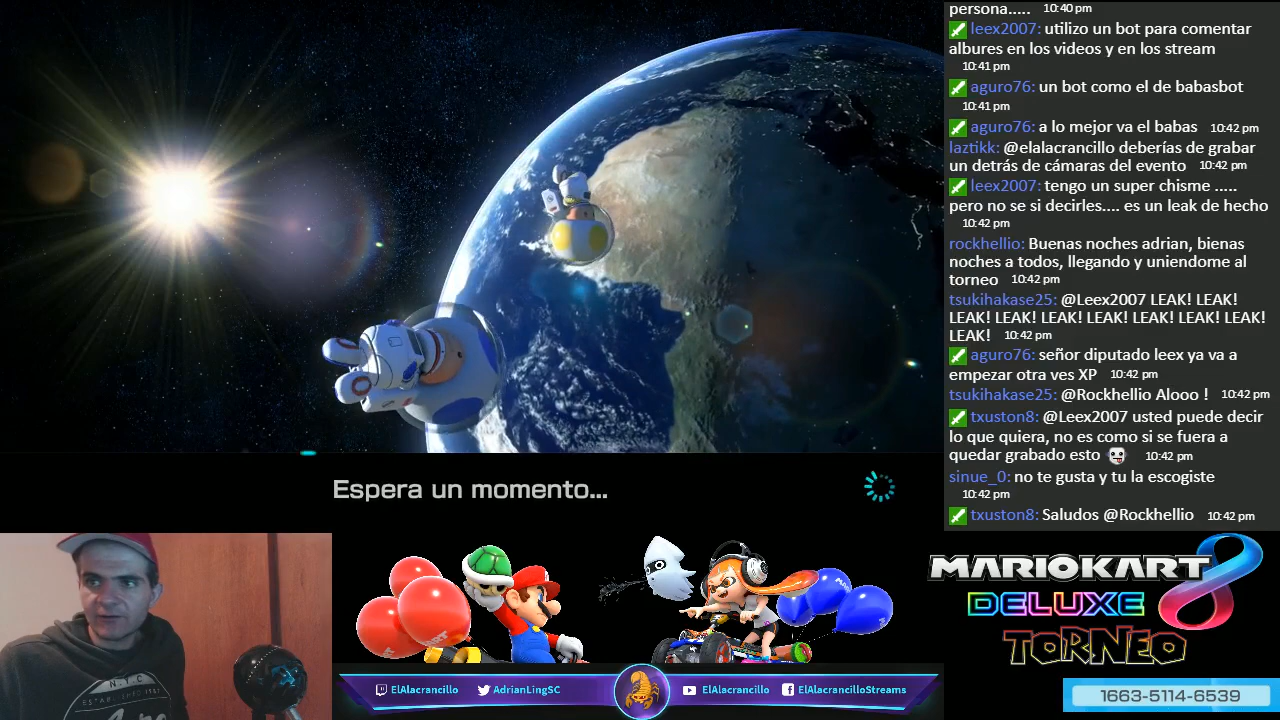 persona..... 10:40 pm
leex2007: utilizo un bot para comentar
albures en los videos y en los stream
10:41 pm
aguro76: un bot como el de babasbot
10:41 pm
aguro76: a lo mejor va el babas 10:42 pm
laztikk: @elalacrancillo deberías de grabar
un detrás de cámaras del evento 10:42 pm
leex2007: tengo un super chisme .....
pero no se si decirles.... es un leak de hecho
10:42 pm
rockhellio: Buenas noches adrian, bienas
noches a todos, llegando y uniendome al
torneo 10:42 pm
tsukihakase25: @Leex2007 LEAK! LEAK!
LEAK! LEAK! LEAK! LEAK! LEAK! LEAK! LEAK!
LEAK! 10:42 pm
aguro76: señor diputado leex ya va a
empezar otra ves XP 10:42 pm
tsukihakase25: @Rockhellio Alooo ! 10:42 pm
txuston8: @Leex2007 usted puede decir
lo que quiera, no es como si se fuera a
quedar grabado esto 10:42 pm
sinue_0: no te gusta y tu la escogiste
10:42 pm
txuston8: Saludos @Rockhellio 10:42 pm
Espera un momento...
MARIOKART 8
DELUXE
TORNEO
1663-5114-6539
ElAlacrancillo AdrianLingSC ElAlacrancillo ElAlacrancilloStreams
NYC